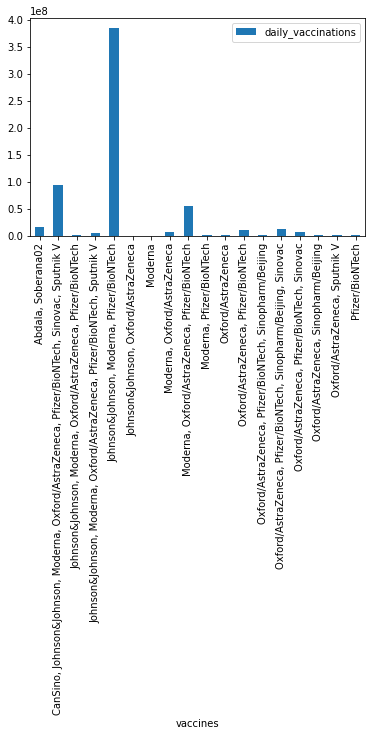 1e8
daily_vaccinations
4.0
3.5
3.0
2.5
2.0
1.5
1.0
0.5
0.0
Abdala, Soberana02
CanSino, Johnson&Johnson, Moderna, Oxford/AstraZeneca, Pfizer/BioNTech, Sinovac, Sputnik V
Johnson&Johnson, Moderna, Oxford/AstraZeneca, Pfizer/BioNTech
Johnson&Johnson, Moderna, Oxford/AstraZeneca, Pfizer/BioNTech, Sputnik V
Johnson&Johnson, Moderna, Pfizer/BioNTech
Johnson&Johnson, Oxford/AstraZeneca
Moderna
Moderna, Oxford/AstraZeneca
Moderna, Oxford/AstraZeneca, Pfizer/BioNTech
Moderna, Pfizer/BioNTech
Oxford/AstraZeneca
Oxford/AstraZeneca, Pfizer/BioNTech
Oxford/AstraZeneca, Pfizer/BioNTech, Sinopharm/Beijing
Oxford/AstraZeneca, Pfizer/BioNTech, Sinopharm/Beijing, Sinovac
Oxford/AstraZeneca, Pfizer/BioNTech, Sinovac
Oxford/AstraZeneca, Sinopharm/Beijing
Oxford/AstraZeneca, Sputnik V
Pfizer/BioNTech
vaccines